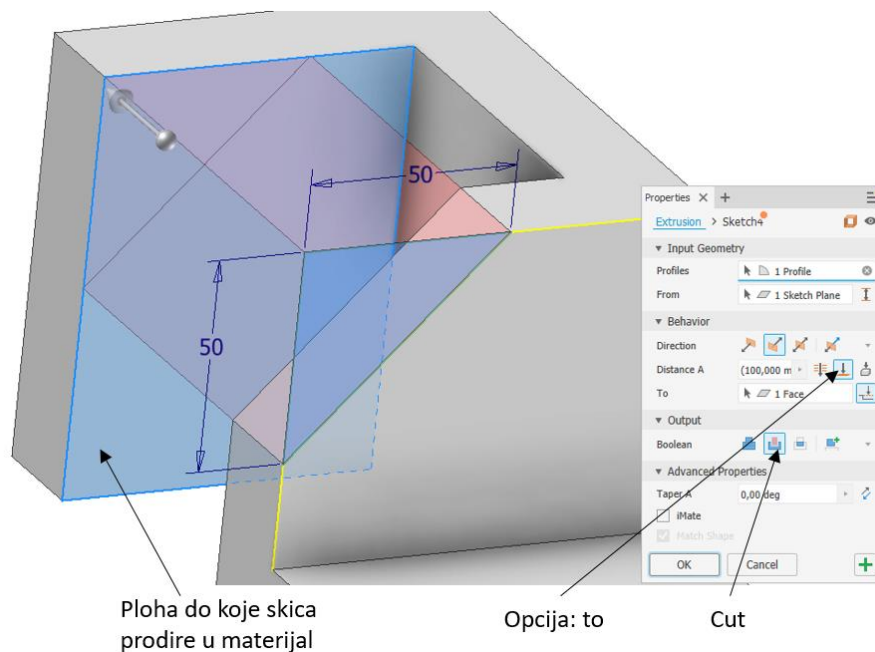 50
50
Properties × +
Extrusion > Sketch4
Input Geometry
Profiles 1 Profile
From 1 Sketch Plane
Behavior
Direction
Distance A (100,000 m
To 1 Face
Output
Boolean
Advanced Properties
Taper A 0,00 deg
iMate
Match Shape
OK Cancel +
Ploha do koje skica
prodire u materijal
Opcija: to
Cut